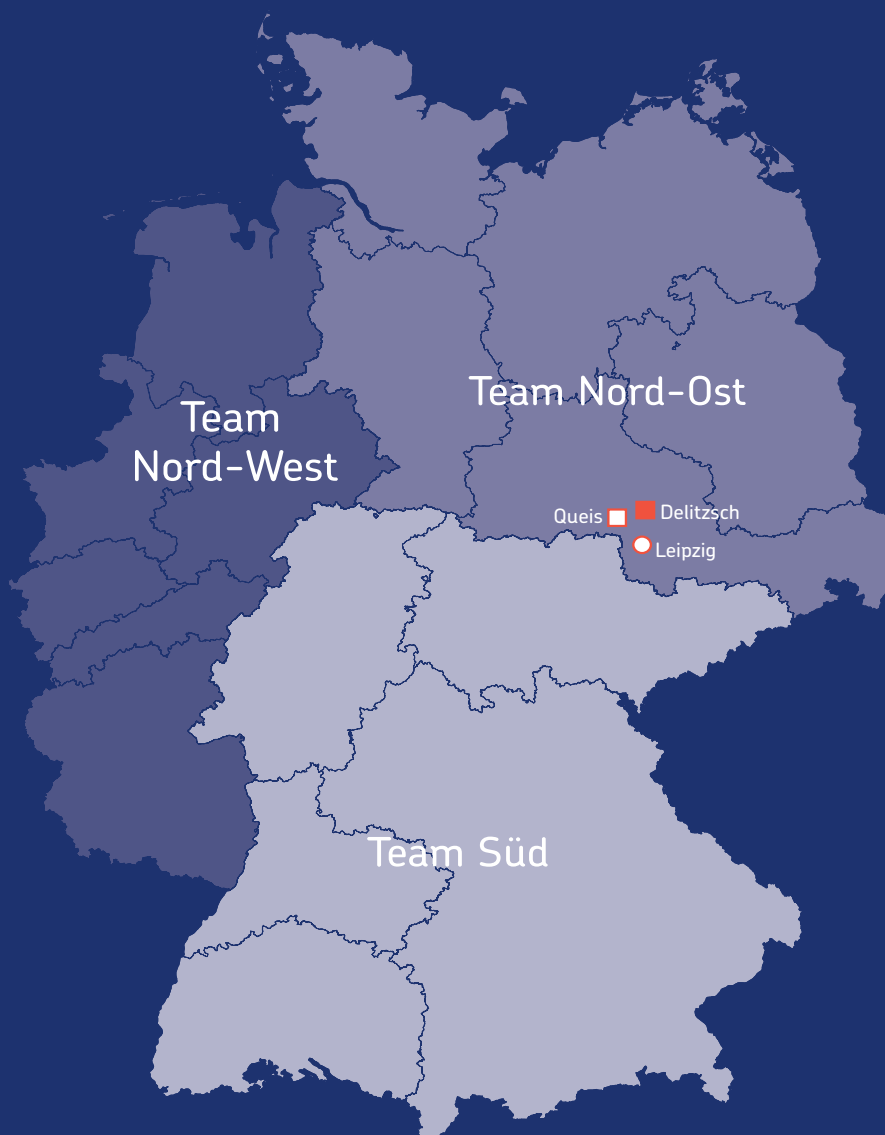 Team Nord-Ost
Team
Nord-West
Queis
Delitzsch
Leipzig
Team Süd